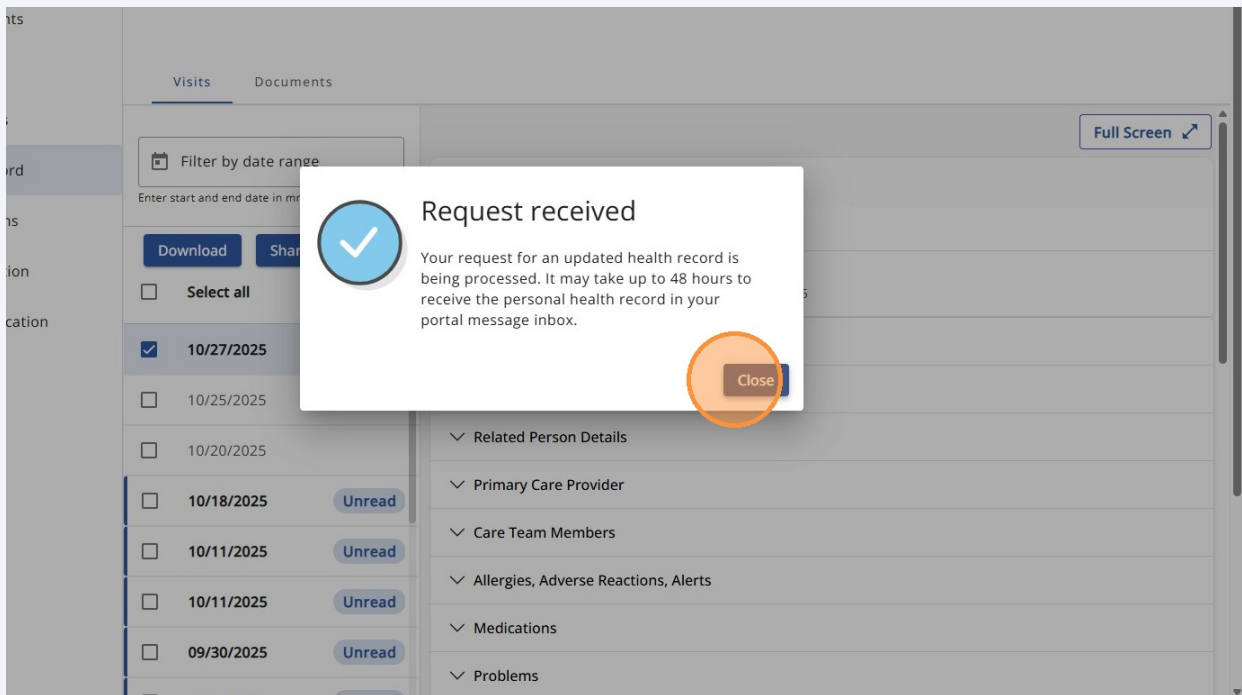 nts
Visits
Documents
Full Screen
Filter by date range
ord
Enter start and end date in
ns
Download
Shar
tion
Select all
cation
Request received
Your request for an updated health record is
being processed. It may take up to 48 hours to
receive the personal health record in your
portal message inbox.
Close
10/27/2025
10/25/2025
10/20/2025
10/18/2025 Unread
10/11/2025 Unread
10/11/2025 Unread
09/30/2025 Unread
Related Person Details
Primary Care Provider
Care Team Members
Allergies, Adverse Reactions, Alerts
Medications
Problems